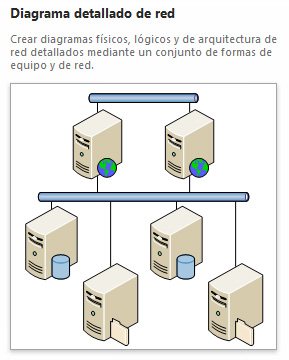 Diagrama detallado de red
Crear diagramas físicos, lógicos y de arquitectura de
red detallados mediante un conjunto de formas de
equipo y de red.